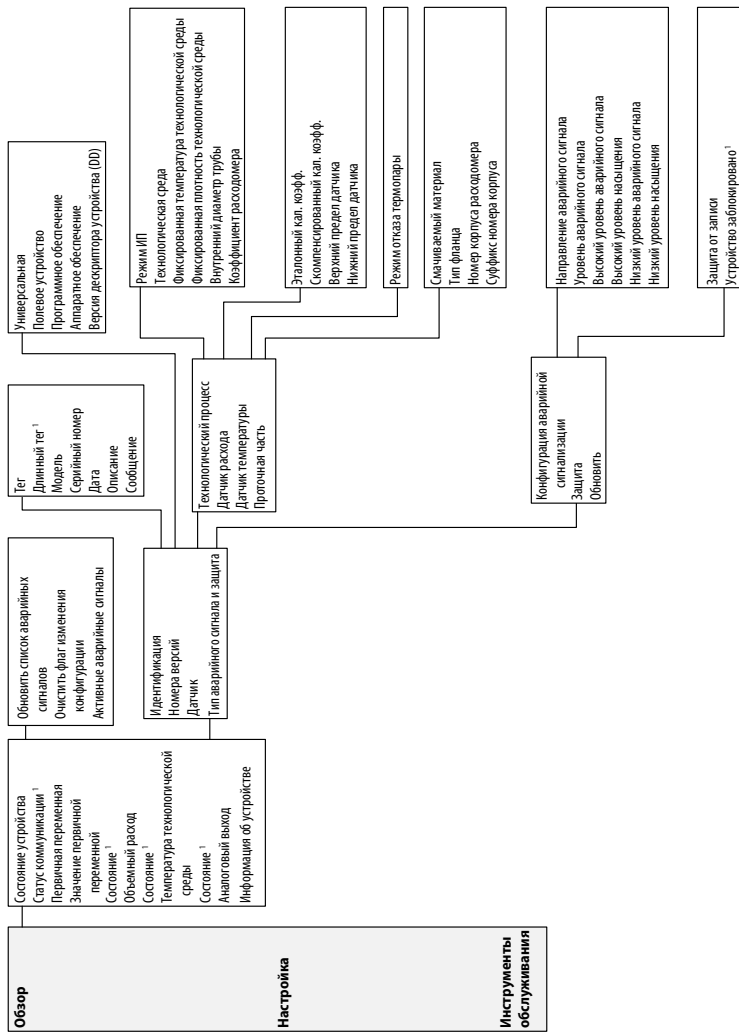 Обзор
Настройка
Инструменты
обслуживания
Состояние устройства
Статус коммуникации 1
Первичная переменная
Значение первичной
переменной
Состояние 1
Объемный расход
Состояние 1
Температура технологической
среды
Состояние 1
Аналоговый выход
Информация об устройстве
Обновить список аварийных
сигналов
Очистить флаг изменения
конфигурации
Активные аварийные сигналы
Идентификация
Номера версий
Датчик
Тип аварийного сигнала и защита
Тег
Длинный тег 1
Модель
Серийный номер
Дата
Описание
Сообщение
Универсальная
Полевое устройство
Программное обеспечение
Аппаратное обеспечение
Версия дескриптора устройства (DD)
Технологический процесс
Датчик расхода
Датчик температуры
Проточная часть
Режим ИП
Технологическая среда
Фиксированная температура технологической среды
Фиксированная плотность технологической среды
Внутренний диаметр трубы
Коэффициент расходомера
Эталонный кал. коэфф.
Скомпенсированный кал. коэфф.
Верхний предел датчика
Нижний предел датчика
Режим отказа термопары
Смачиваемый материал
Тип фланца
Номер корпуса расходомера
Суффикс номера корпуса
Конфигурация аварийной
сигнализации
Защита
Обновить
Направление аварийного сигнала
Уровень аварийного сигнала
Высокий уровень аварийного сигнала
Высокий уровень насыщения
Низкий уровень аварийного сигнала
Низкий уровень насыщения
Защита от записи
Устройство заблокировано 1